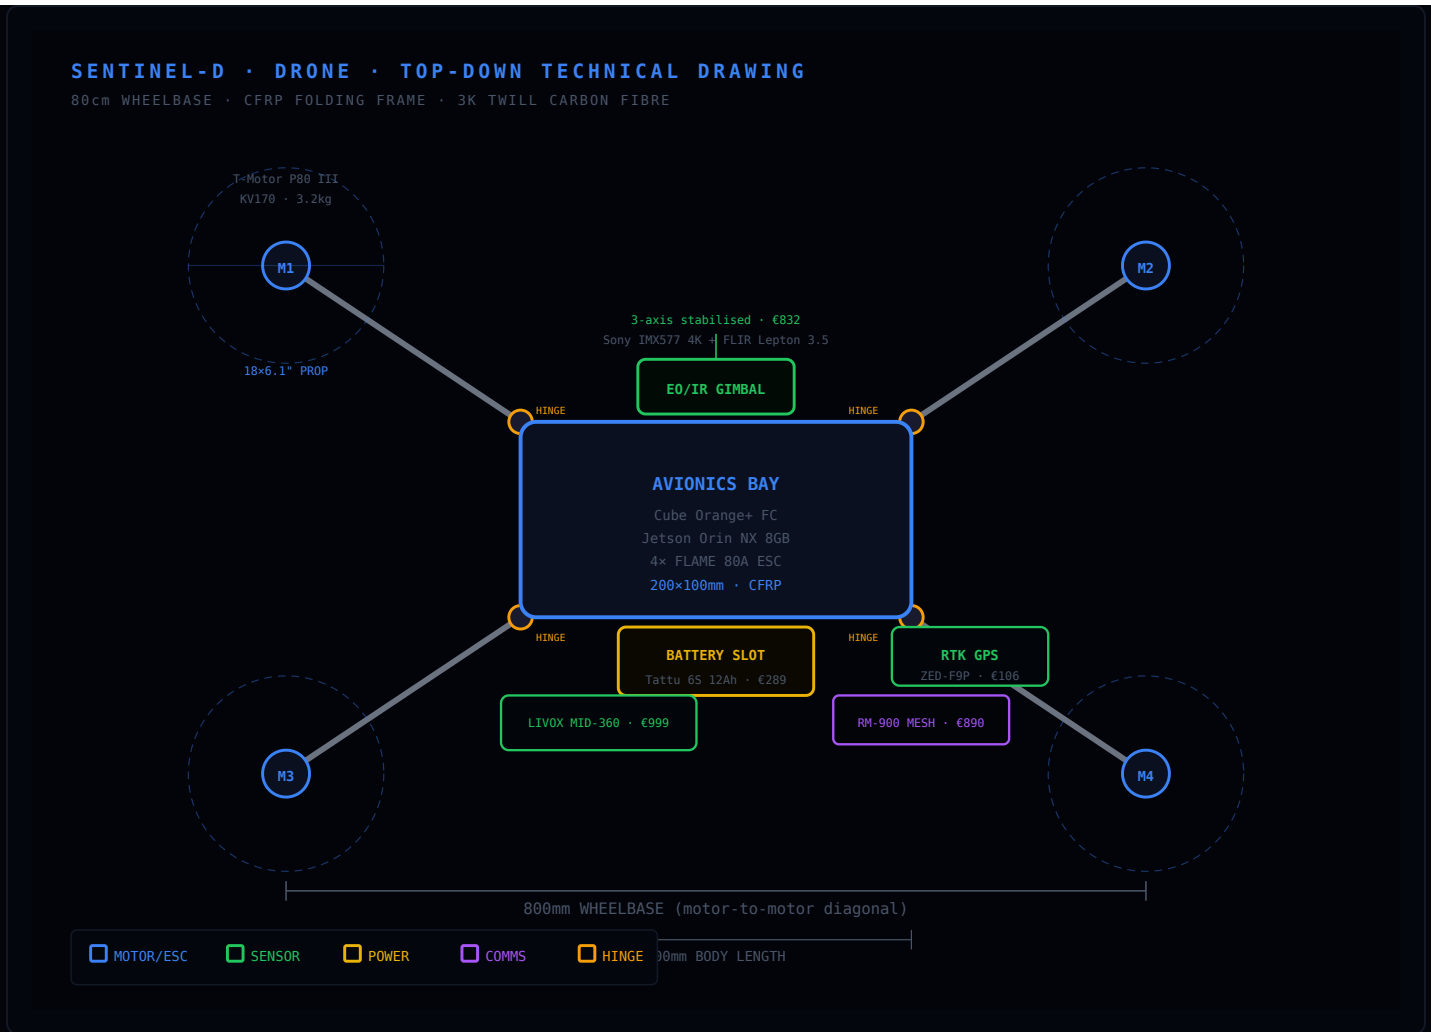 SENTINEL-D · DRONE · TOP-DOWN TECHNICAL DRAWING
80cm WHEELBASE · CFRP FOLDING FRAME · 3K TWILL CARBON FIBRE
T-Motor P80 III
KV170 · 3.2kg
M1
M2
18×6.1" PROP
3-axis stabilised · €832
Sony IMX577 4K + FLIR Lepton 3.5
EO/IR GIMBAL
HINGE
HINGE
AVIONICS BAY
Cube Orange+ FC
Jetson Orin NX 8GB
4× FLAME 80A ESC
200×100mm · CFRP
HINGE
HINGE
BATTERY SLOT
Tattu 6S 12Ah · €289
RTK GPS
ZED-F9P · €106
LIVOX MID-360 · €999
RM-900 MESH · €890
M3
M4
800mm WHEELBASE (motor-to-motor diagonal)
MOTOR/ESC
SENSOR
POWER
COMMS
HINGE
00mm BODY LENGTH